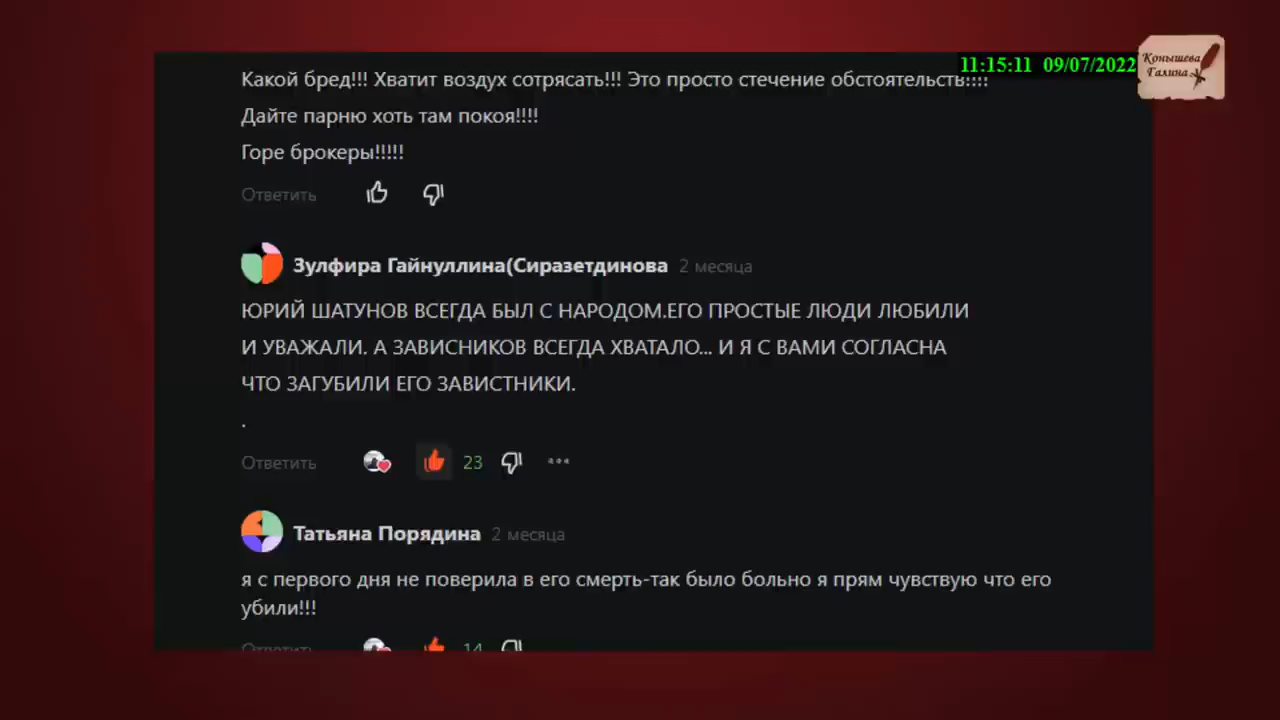 11:15:11 09/07/2022
Конышева
Галина
Какой бред!!! Хватит воздух сотрясать!!! Это просто стечение обстоятельств!!!!
Дайте парню хоть там покоя!!!!
Горе брокеры!!!!!
Ответить
Зулфира Гайнуллина(Сиразетдинова 2 месяца
ЮРИЙ ШАТУНОВ ВСЕГДА БЫЛ С НАРОДОМ.ЕГО ПРОСТЫЕ ЛЮДИ ЛЮБИЛИ
И УВАЖАЛИ. А ЗАВИСНИКОВ ВСЕГДА ХВАТАЛО... И Я С ВАМИ СОГЛАСНА
ЧТО ЗАГУБИЛИ ЕГО ЗАВИСТНИКИ.
.
Ответить 23
Татьяна Порядина 2 месяца
я с первого дня не поверила в его смерть-так было больно я прям чувствую что его
убили!!!
Ответить 14